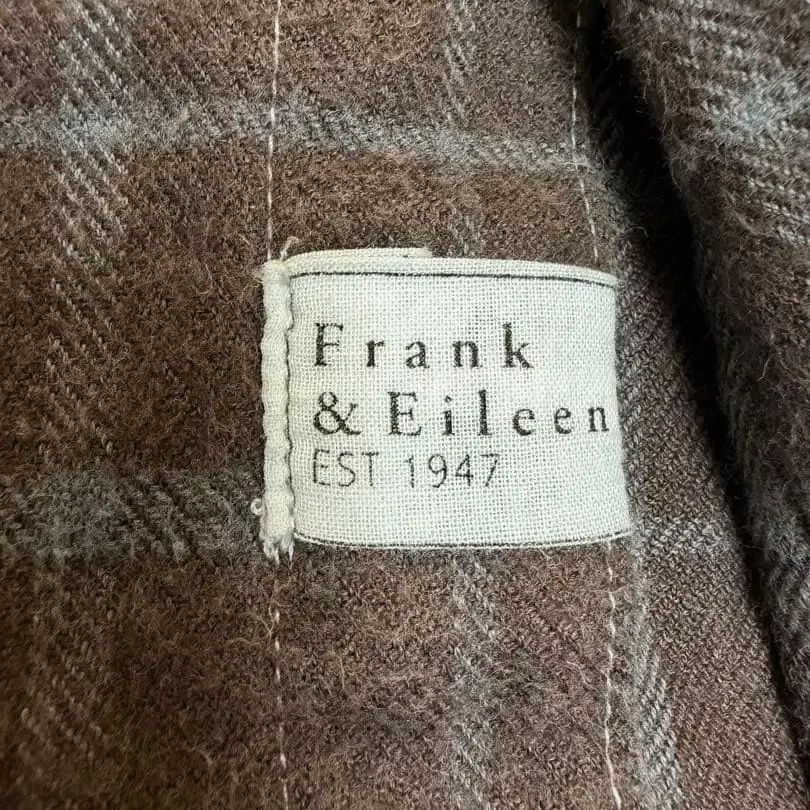 Frank
& Eileen
EST 1947